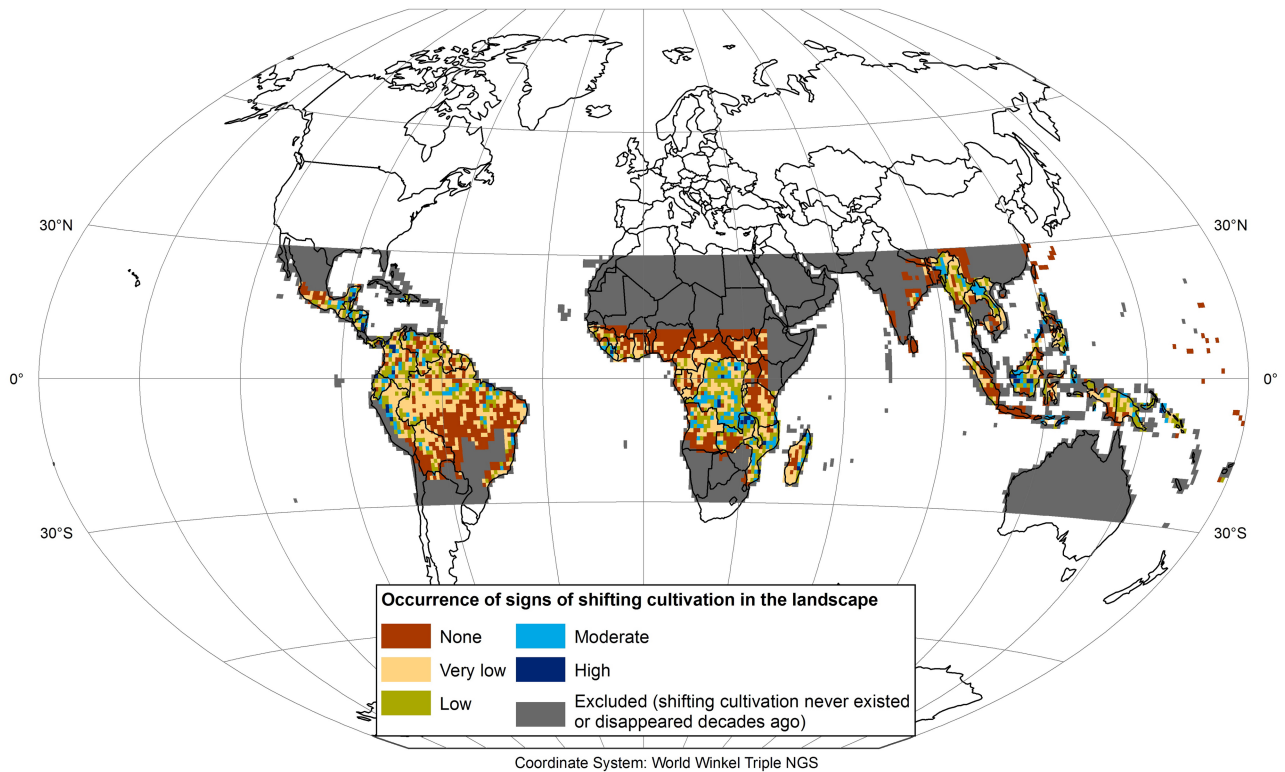 30°N
30°N
0°
0°
30°S
30°S
Occurrence of signs of shifting cultivation in the landscape
None
Moderate
Very low
High
Low
Excluded (shifting cultivation never existed
or disappeared decades ago)
Coordinate System: World Winkel Triple NGS